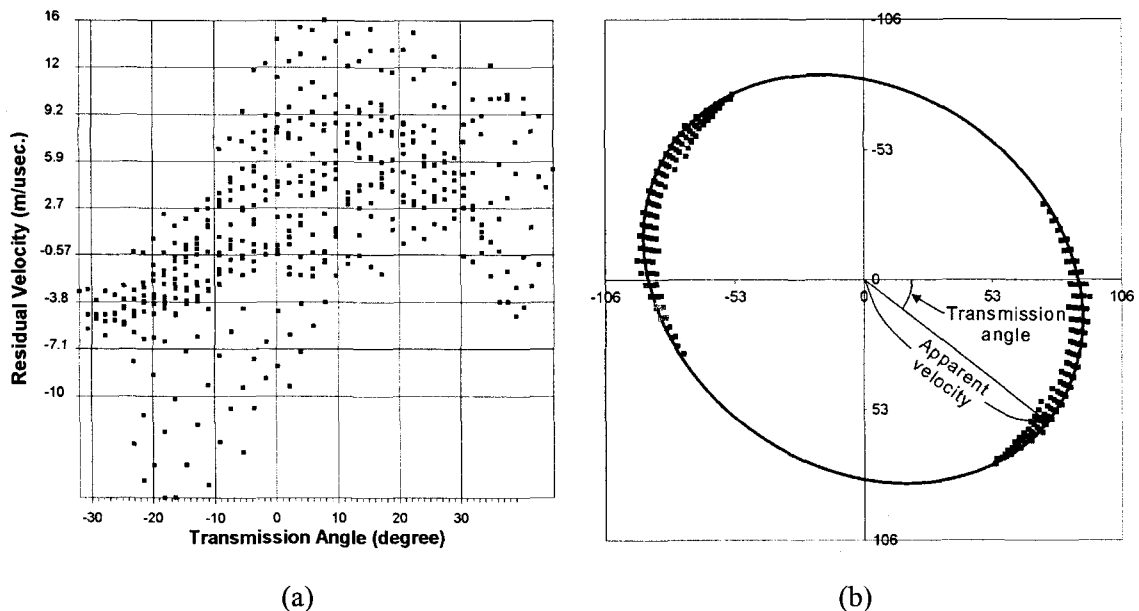 16
12
9.2
5.9
2.7
-0.57
-3.8
-7.1
-10
Residual Velocity (m/usec.)
-30 -20 -10 0 10 20 30
Transmission Angle (degree)
(a)
-106
-53
0
-106 -53 0 53 106
Transmission
angle
Apparent
velocity
53
106
(b)